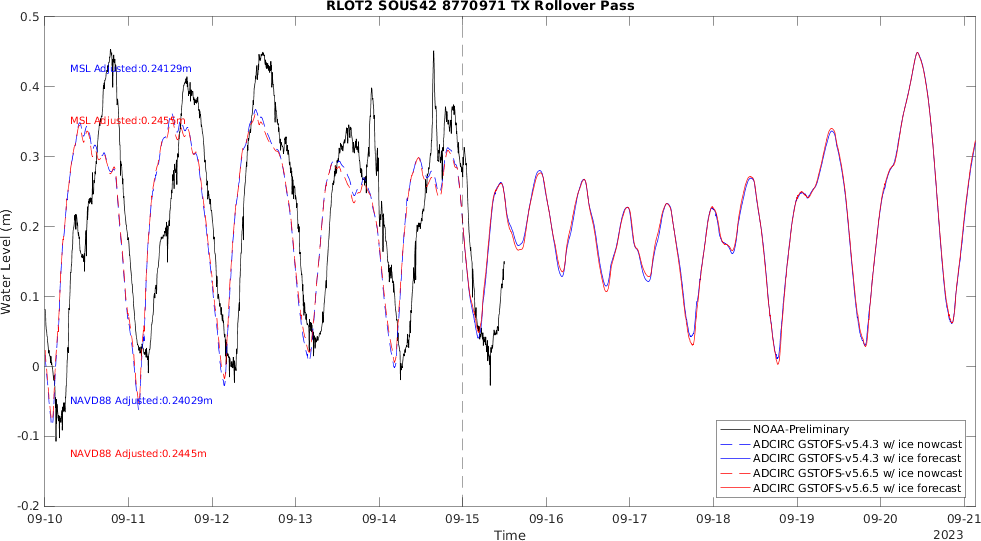 RLOT2 SOUS42 8770971 TX Rollover Pass
0.5
0.4
0.3
0.2
0.1
0
-0.1
-0.2
Water Level (m)
MSL Adjusted:0.24129m
MSL Adjusted:0.2455m
NAVD88 Adjusted:0.24029m
NAVD88 Adjusted:0.2445m
NOAA-Preliminary
ADCIRC GSTOFS-v5.4.3 w/ ice nowcast
ADCIRC GSTOFS-v5.4.3 w/ ice forecast
ADCIRC GSTOFS-v5.6.5 w/ ice nowcast
ADCIRC GSTOFS-v5.6.5 w/ ice forecast
09-10 09-11 09-12 09-13 09-14 09-15 09-16 09-17 09-18 09-19 09-20 09-21
Time
2023